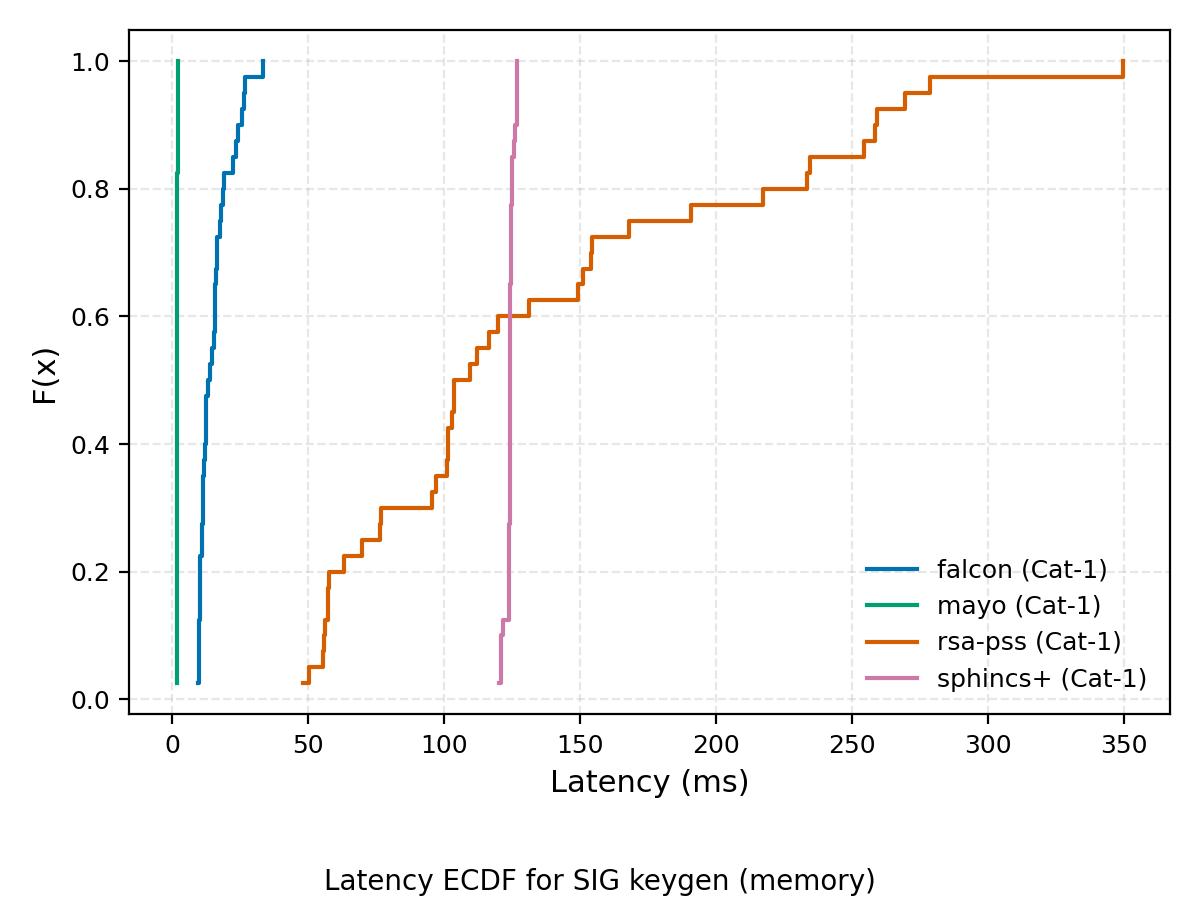 1.0
0.8
0.6
0.4
0.2
0.0
F(x)
falcon (Cat-1)
mayo (Cat-1)
rsa-pss (Cat-1)
sphincs+ (Cat-1)
0 50 100 150 200 250 300 350
Latency (ms)
Latency ECDF for SIG keygen (memory)